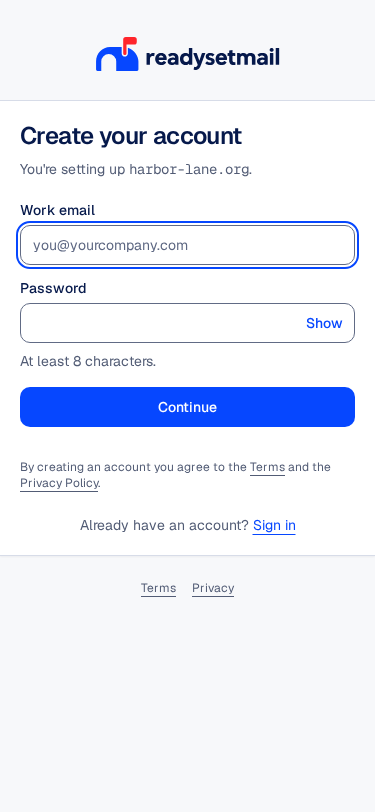 readysetmail
Create your account
You're setting up harbor-lane.org.
Work email
you@yourcompany.com
Password
Show
At least 8 characters.
Continue
By creating an account you agree to the Terms and the
Privacy Policy.
Already have an account? Sign in
Terms Privacy